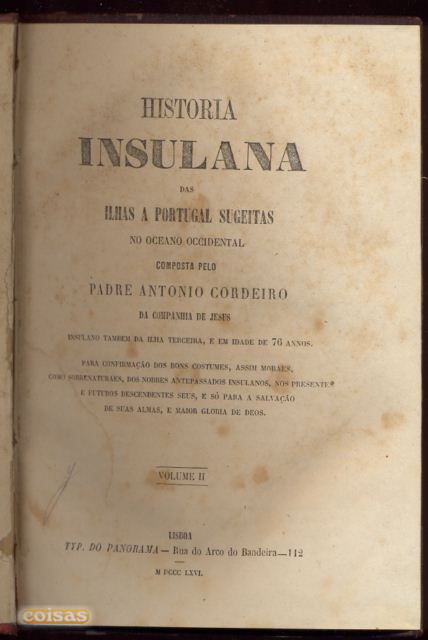 HISTORIA
INSULANA
DAS
ILHAS A PORTUGAL SUGEITAS
NO OCEANO OCCIDENTAL
COMPOSTA PELO
PADRE ANTONIO CORDEIRO
DA COMPANHIA DE JESUS
INSULANO TAMBEM DA ILHA TERCEIRA, E EM IDADE DE 76 ANNOS.
PARA CONFIRMAÇÃO DOS BONS COSTUMES, ASSIM MORAES,
COMO SOBRENATURAES, DOS NOBRES ANTEPASSADOS INSULANOS, NOS PRESENTES
E FUTUROS DESCENDENTES SEUS, E SÓ PARA A SALVAÇÃO
DE SUAS ALMAS, E MAIOR GLORIA DE DEOS.
VOLUME II
LISBOA
TYP. DO PANORAMA — Rua do Arco do Bandeira — 112
M DCCC LXVI.
coisas